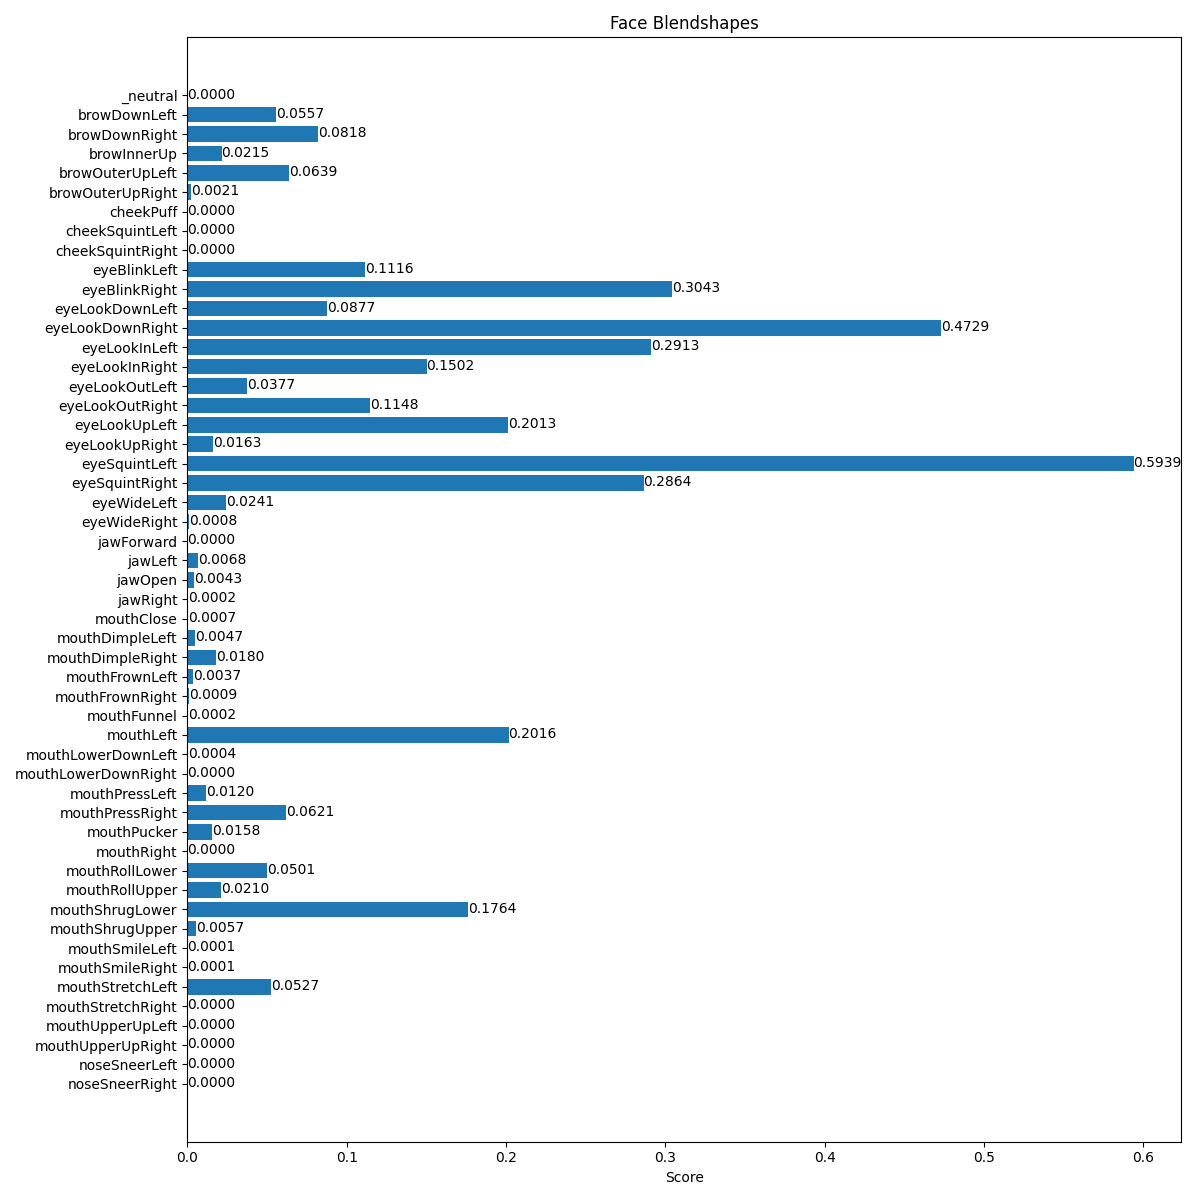 Face Blendshapes
_neutral 0.0000
browDownLeft 0.0557
browDownRight 0.0818
browInnerUp 0.0215
browOuterUpLeft 0.0639
browOuterUpRight 0.0021
cheekPuff 0.0000
cheekSquintLeft 0.0000
cheekSquintRight 0.0000
eyeBlinkLeft 0.1116
eyeBlinkRight 0.3043
eyeLookDownLeft 0.0877
eyeLookDownRight 0.4729
eyeLookInLeft 0.2913
eyeLookInRight 0.1502
eyeLookOutLeft 0.0377
eyeLookOutRight 0.1148
eyeLookUpLeft 0.2013
eyeLookUpRight 0.0163
eyeSquintLeft 0.5939
eyeSquintRight 0.2864
eyeWideLeft 0.0241
eyeWideRight 0.0008
jawForward 0.0000
jawLeft 0.0068
jawOpen 0.0043
jawRight 0.0002
mouthClose 0.0007
mouthDimpleLeft 0.0047
mouthDimpleRight 0.0180
mouthFrownLeft 0.0037
mouthFrownRight 0.0009
mouthFunnel 0.0002
mouthLeft 0.2016
mouthLowerDownLeft 0.0004
mouthLowerDownRight 0.0000
mouthPressLeft 0.0120
mouthPressRight 0.0621
mouthPucker 0.0158
mouthRight 0.0000
mouthRollLower 0.0501
mouthRollUpper 0.0210
mouthShrugLower 0.1764
mouthShrugUpper 0.0057
mouthSmileLeft 0.0001
mouthSmileRight 0.0001
mouthStretchLeft 0.0527
mouthStretchRight 0.0000
mouthUpperUpLeft 0.0000
mouthUpperUpRight 0.0000
noseSneerLeft 0.0000
noseSneerRight 0.0000
0.0 0.1 0.2 0.3 0.4 0.5 0.6
Score